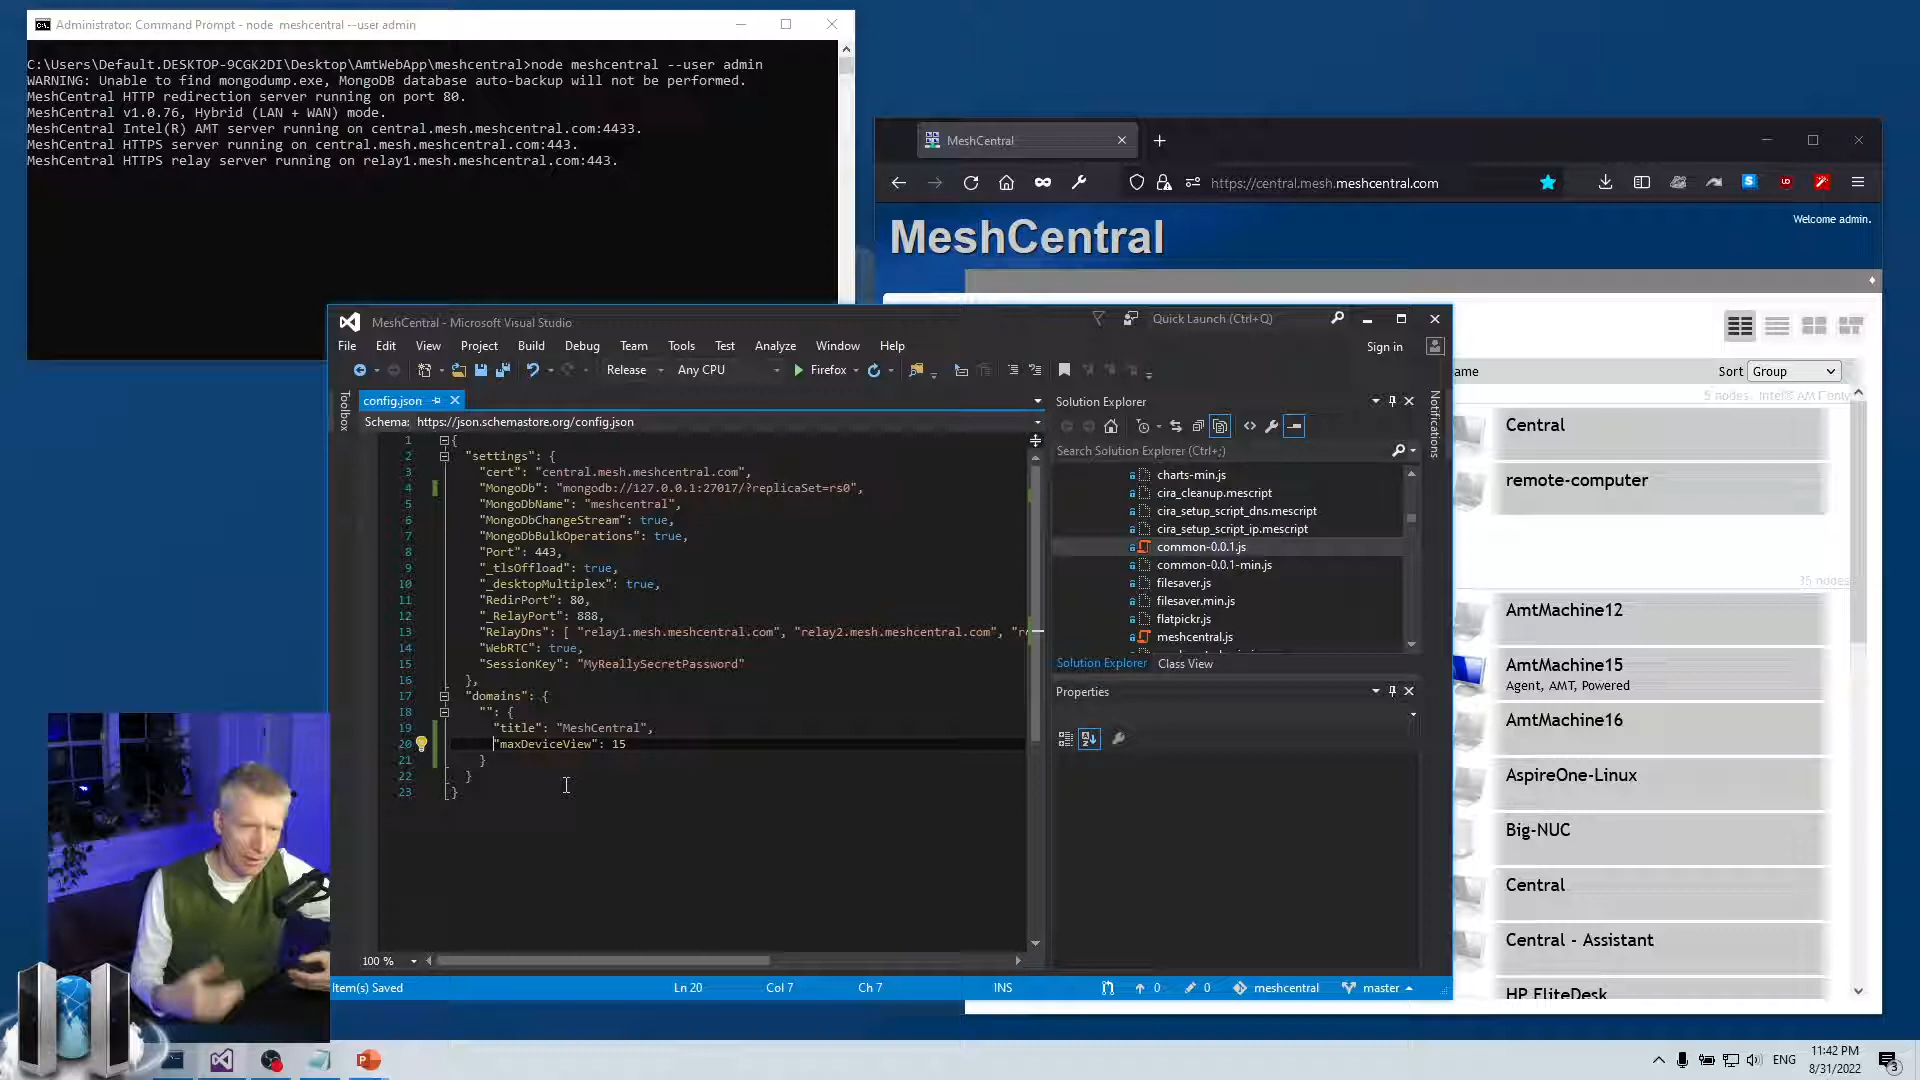 Administrator: Command Prompt - node meshcentral --user admin
C:\Users\Default.DESKTOP-9CGK2DI\Desktop\AmtWebApp\meshcentral>node meshcentral --user admin
WARNING: Unable to find mongodump.exe, MongoDB database auto-backup will not be performed.
MeshCentral HTTP redirection server running on port 80.
MeshCentral v1.0.76, Hybrid (LAN + WAN) mode.
MeshCentral Intel(R) AMT server running on central.mesh.meshcentral.com:4433.
MeshCentral HTTPS server running on central.mesh.meshcentral.com:443.
MeshCentral HTTPS relay server running on relay1.mesh.meshcentral.com:443.
MeshCentral
https://central.mesh.meshcentral.com
MeshCentral
Welcome admin.
ame
Sort Group
5 nodes, Intel® AMT only
Central
remote-computer
35 nodes
AmtMachine12
AmtMachine15
Agent, AMT, Powered
AmtMachine16
AspireOne-Linux
Big-NUC
Central
Central - Assistant
HP EliteDesk
MeshCentral - Microsoft Visual Studio
Quick Launch (Ctrl+Q)
File Edit View Project Build Debug Team Tools Test Analyze Window Help
Sign in
Release Any CPU Firefox
Toolbox
config.json
Schema: https://json.schemastore.org/config.json
1 {
2 "settings": {
3 "cert": "central.mesh.meshcentral.com",
4 "MongoDb": "mongodb://127.0.0.1:27017/?replicaSet=rs0",
5 "MongoDbName": "meshcentral",
6 "MongoDbChangeStream": true,
7 "MongoDbBulkOperations": true,
8 "Port": 443,
9 "_tlsOffload": true,
10 "_desktopMultiplex": true,
11 "RedirPort": 80,
12 "_RelayPort": 888,
13 "RelayDns": [ "relay1.mesh.meshcentral.com", "relay2.mesh.meshcentral.com", "r
14 "WebRTC": true,
15 "SessionKey": "MyReallySecretPassword"
16 },
17 "domains": {
18 "": {
19 "title": "MeshCentral",
20 "maxDeviceView": 15
21 }
22 }
23 }
100 %
Solution Explorer
Search Solution Explorer (Ctrl+;)
charts-min.js
cira_cleanup.mescript
cira_setup_script_dns.mescript
cira_setup_script_ip.mescript
common-0.0.1.js
common-0.0.1-min.js
filesaver.js
filesaver.min.js
flatpickr.js
meshcentral.js
Solution Explorer Class View
Properties
Notifications
Item(s) Saved Ln 20 Col 7 Ch 7 INS 0 0 meshcentral master
ENG
11:42 PM
8/31/2022
3